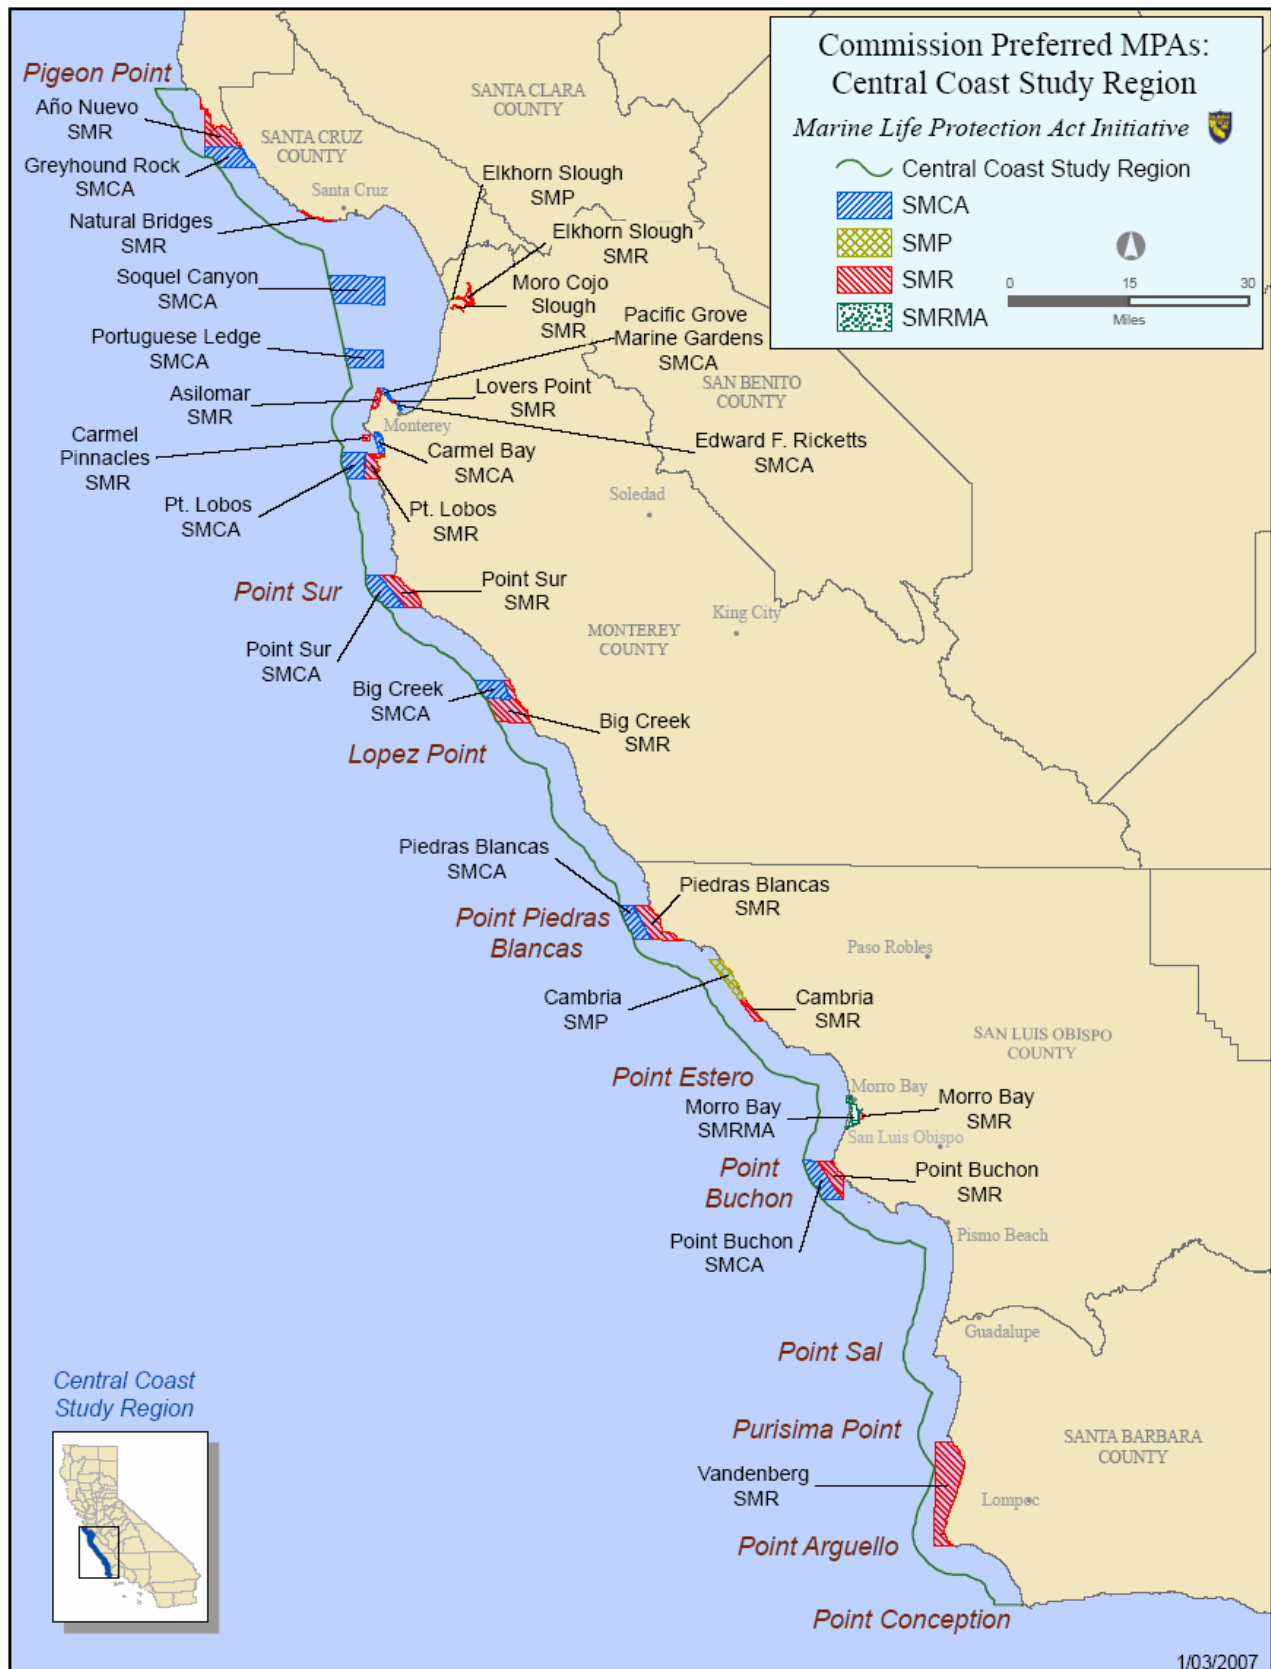 Commission Preferred MPAs:
Central Coast Study Region
Marine Life Protection Act Initiative
Central Coast Study Region
SMCA
SMP
SMR
SMRMA
0
15
30
Miles
Pigeon Point
Año Nuevo
SMR
Greyhound Rock
SMCA
Natural Bridges
SMR
Soquel Canyon
SMCA
Portuguese Ledge
SMCA
Asilomar
SMR
Carmel
Pinnacles
SMR
Pt. Lobos
SMCA
SANTA CLARA
COUNTY
SANTA CRUZ
COUNTY
Santa Cruz
Elkhorn Slough
SMP
Elkhorn Slough
SMR
Moro Cojo
Slough
SMR
Pacific Grove
Marine Gardens
SMCA
Lovers Point
SMR
Monterey
Edward F. Ricketts
SMCA
Carmel Bay
SMCA
Pt. Lobos
SMR
SAN BENITO
COUNTY
Soledad
Point Sur
Point Sur
SMR
Point Sur
SMCA
King City
MONTEREY
COUNTY
Big Creek
SMCA
Big Creek
SMR
Lopez Point
Piedras Blancas
SMCA
Piedras Blancas
SMR
Point Piedras
Blancas
Paso Robles
Cambria
SMP
Cambria
SMR
SAN LUIS OBISPO
COUNTY
Point Estero
Morro Bay
Morro Bay
SMRMA
Morro Bay
SMR
San Luis Obispo
Point
Buchon
Point Buchon
SMR
Point Buchon
SMCA
Pismo Beach
Guadalupe
Point Sal
Purisima Point
SANTA BARBARA
COUNTY
Vandenberg
SMR
Lompoc
Point Arguello
Point Conception
Central Coast
Study Region
1/03/2007